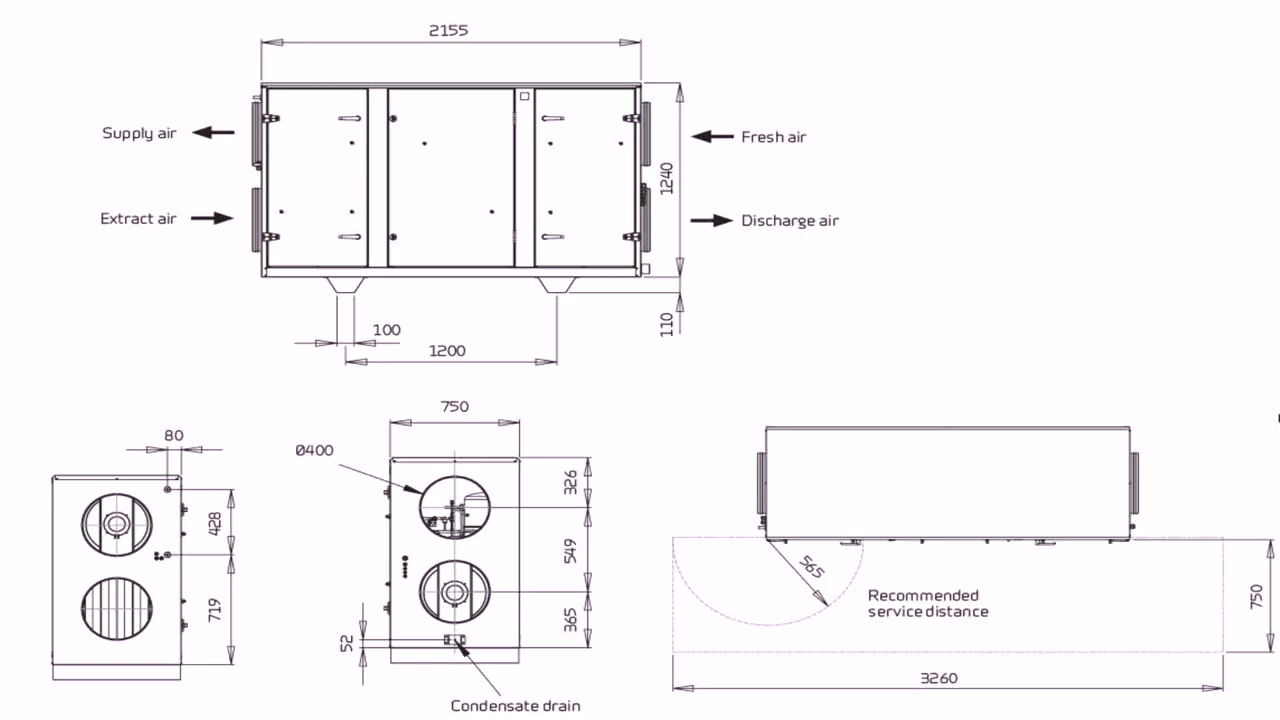 2155
Supply air
Fresh air
1240
Extract air
Discharge air
110
100
1200
80
428
719
750
Ø400
326
549
365
52
Condensate drain
565
Recommended
service distance
750
3260